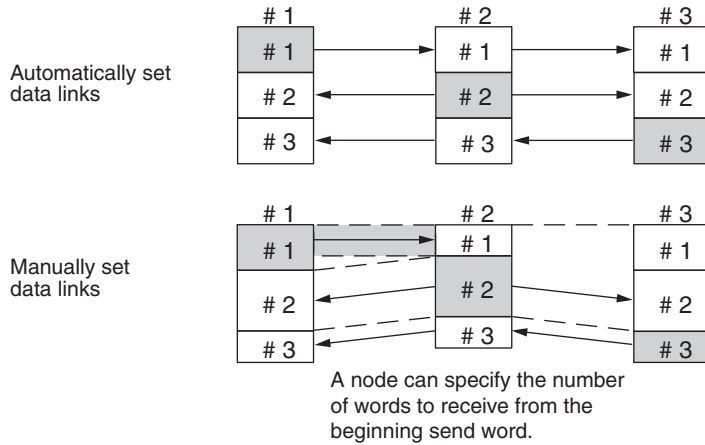 # 1 # 2 # 3
Automatically set
data links
# 1 # 1 # 1
# 2 # 2 # 2
# 3 # 3 # 3
# 1 # 2 # 3
Manually set
data links
# 1 # 1 # 1
# 2 # 2 # 2
# 3 # 3 # 3
A node can specify the number
of words to receive from the
beginning send word.